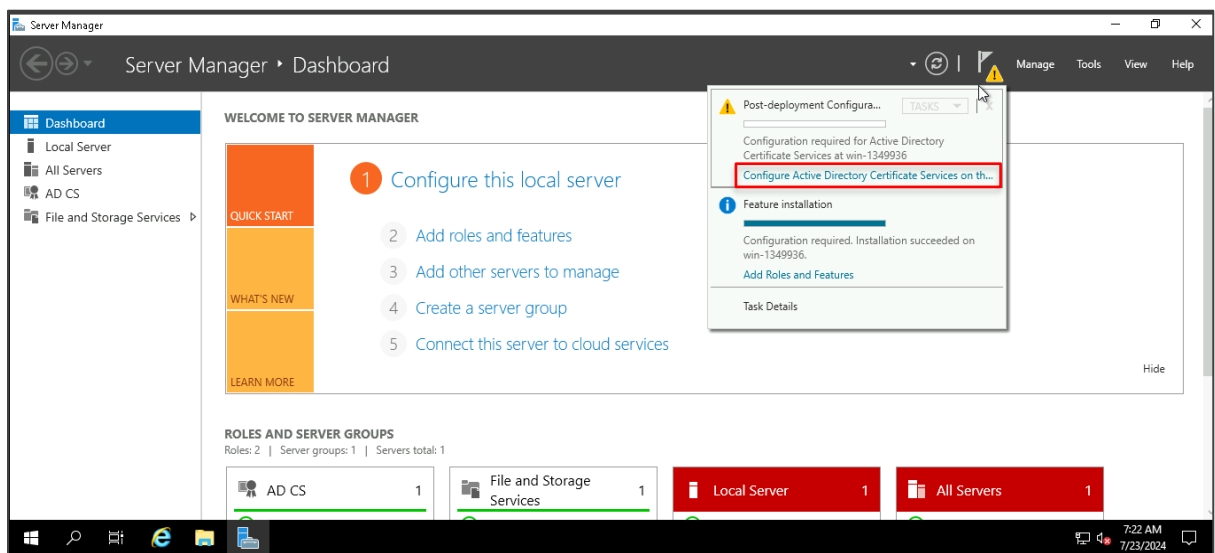 Server Manager
Server Manager • Dashboard
Manage Tools View Help
Dashboard
Local Server
All Servers
AD CS
File and Storage Services
WELCOME TO SERVER MANAGER
QUICK START
WHAT'S NEW
LEARN MORE
1 Configure this local server
2 Add roles and features
3 Add other servers to manage
4 Create a server group
5 Connect this server to cloud services
Hide
Post-deployment Configura...
TASKS
X
Configuration required for Active Directory
Certificate Services at win-1349936
Configure Active Directory Certificate Services on th...
Feature installation
Configuration required. Installation succeeded on
win-1349936.
Add Roles and Features
Task Details
ROLES AND SERVER GROUPS
Roles: 2 | Server groups: 1 | Servers total: 1
AD CS 1
File and Storage
Services 1
Local Server 1
All Servers 1
7:22 AM
7/23/2024